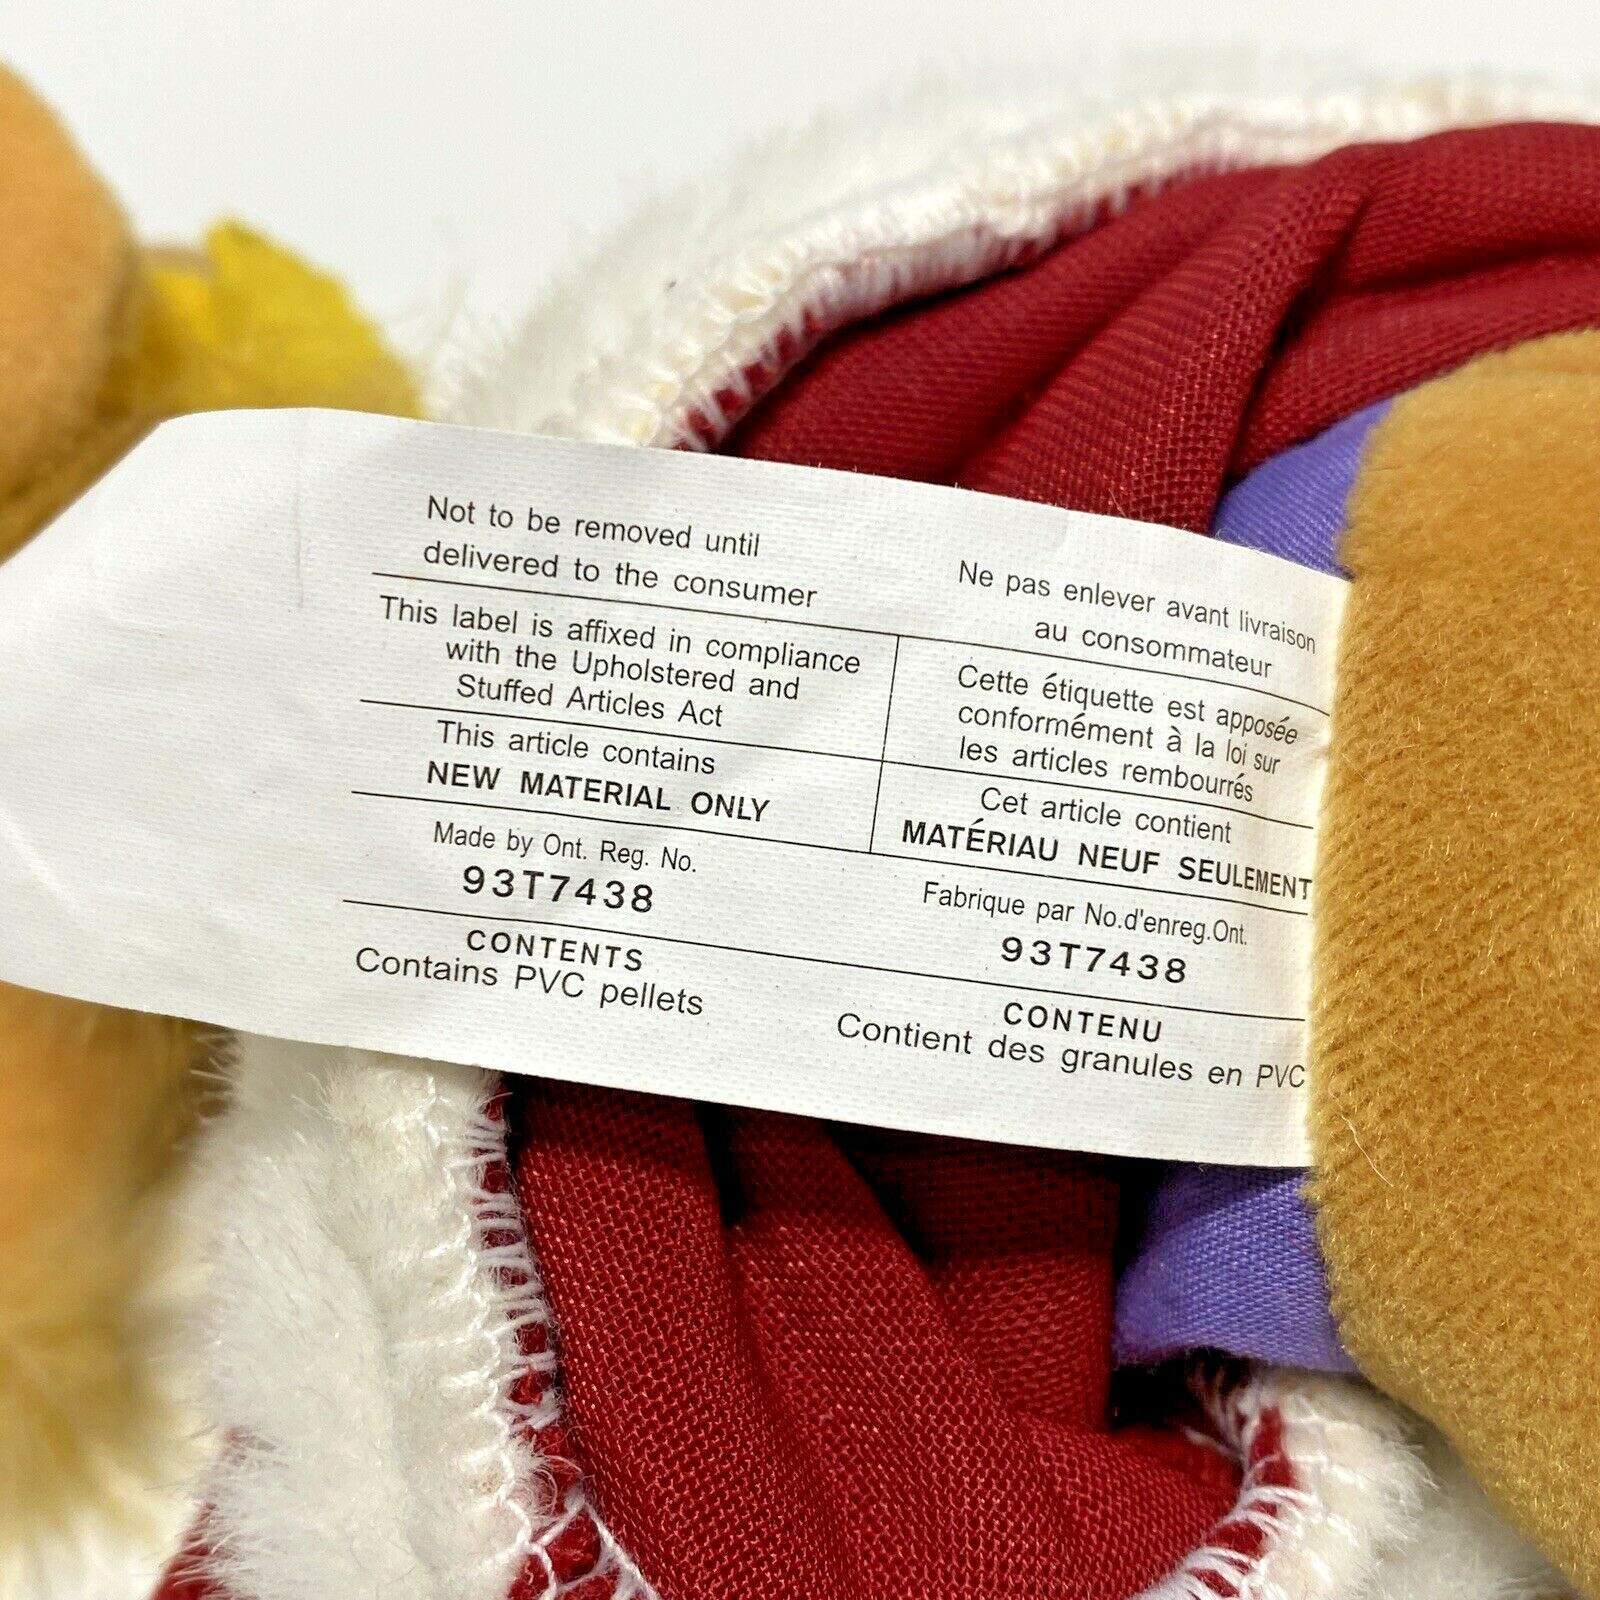 Not to be removed until
delivered to the consumer
Ne pas enlever avant livraison
au consommateur
This label is affixed in compliance
with the Upholstered and
Stuffed Articles Act
Cette étiquette est apposée
conformément à la loi sur
les articles rembourrés
This article contains
NEW MATERIAL ONLY
Cet article contient
MATÉRIAU NEUF SEULEMENT
Made by Ont. Reg. No.
93T7438
Fabrique par No.d'enreg.Ont.
93T7438
CONTENTS
Contains PVC pellets
CONTENU
Contient des granules en PVC